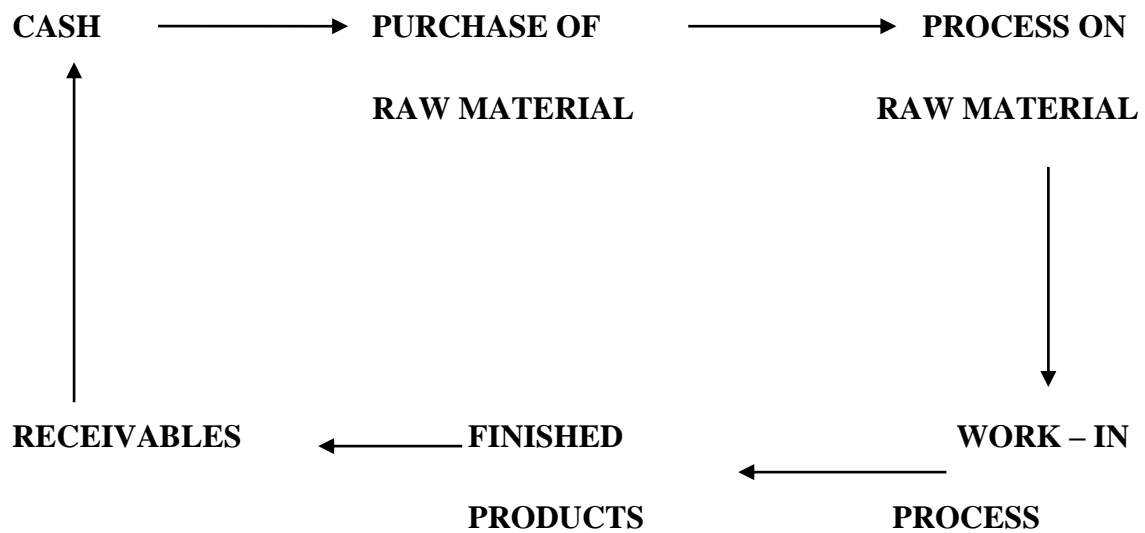 CASH PURCHASE OF PROCESS ON
RAW MATERIAL RAW MATERIAL
RECEIVABLES FINISHED WORK – IN
PRODUCTS PROCESS